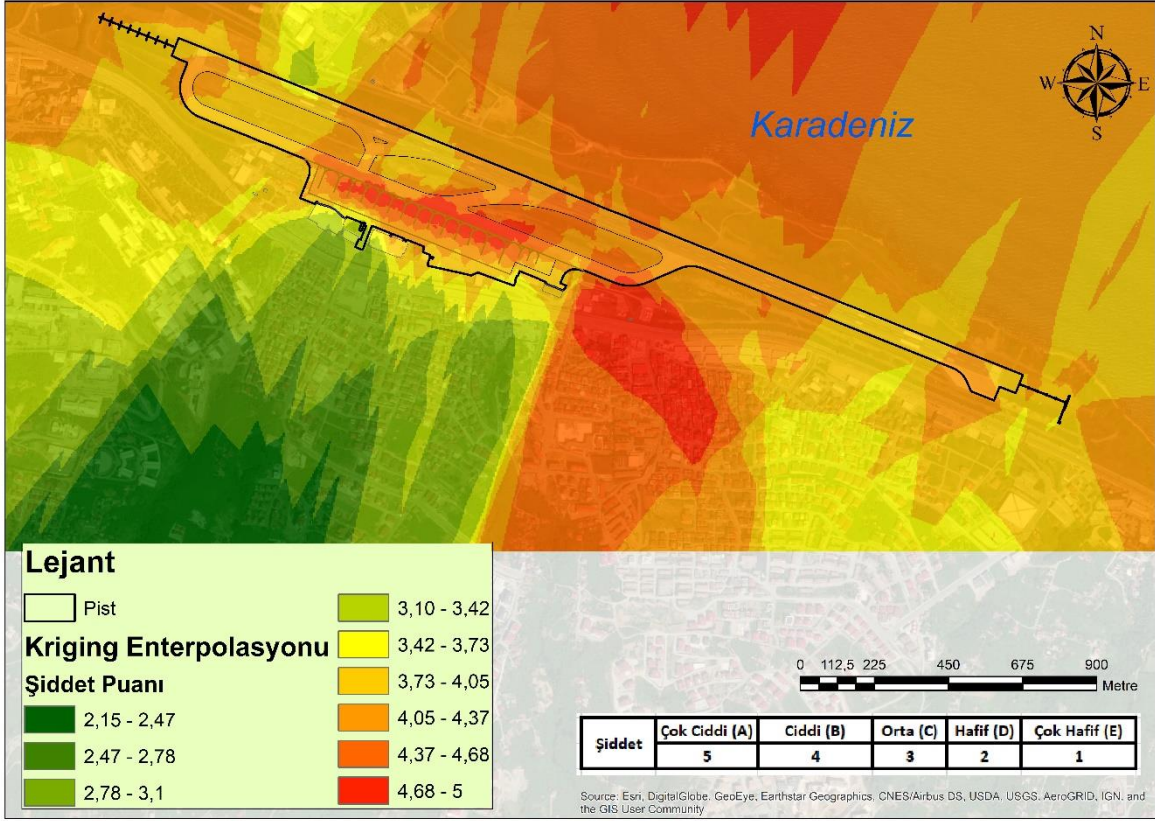 N
W E
S
Karadeniz
Lejant
Pist
Kriging Enterpolasyonu
Şiddet Puanı
2,15 - 2,47
2,47 - 2,78
2,78 - 3,1
3,10 - 3,42
3,42 - 3,73
3,73 - 4,05
4,05 - 4,37
4,37 - 4,68
4,68 - 5
0 112,5 225 450 675 900
Metre
Şiddet Çok Ciddi (A) Ciddi (B) Orta (C) Hafif (D) Çok Hafif (E)
5 4 3 2 1
Source: Esri, DigitalGlobe, GeoEye, Earthstar Geographics, CNES/Airbus DS, USDA, USGS, AeroGRID, IGN, and
the GIS User Community